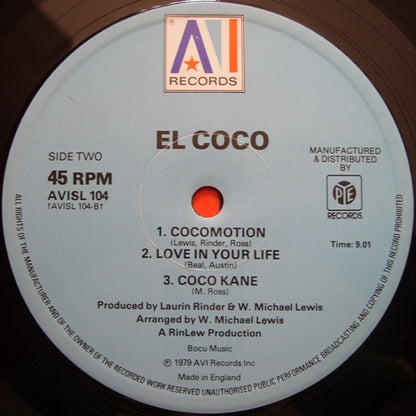 AVI
RECORDS
EL COCO
SIDE TWO
45 RPM
AVISL 104
†AVISL 104-B†
MANUFACTURED
& DISTRIBUTED
BY
PYE
RECORDS
Time: 9.01
1. COCOMOTION
(Lewis, Rinder, Ross)
2. LOVE IN YOUR LIFE
(Beal, Austin)
3. COCO KANE
(M. Ross)
Produced by Laurin Rinder & W. Michael Lewis
Arranged by W. Michael Lewis
A RinLew Production
Bocu Music
℗ 1979 AVI Records Inc
Made in England
ALL RIGHTS OF THE MANUFACTURER AND OF THE OWNER OF THE RECORDED WORK RESERVED UNAUTHORISED PUBLIC PERFORMANCE BROADCASTING AND COPYING OF THIS RECORD PROHIBITED